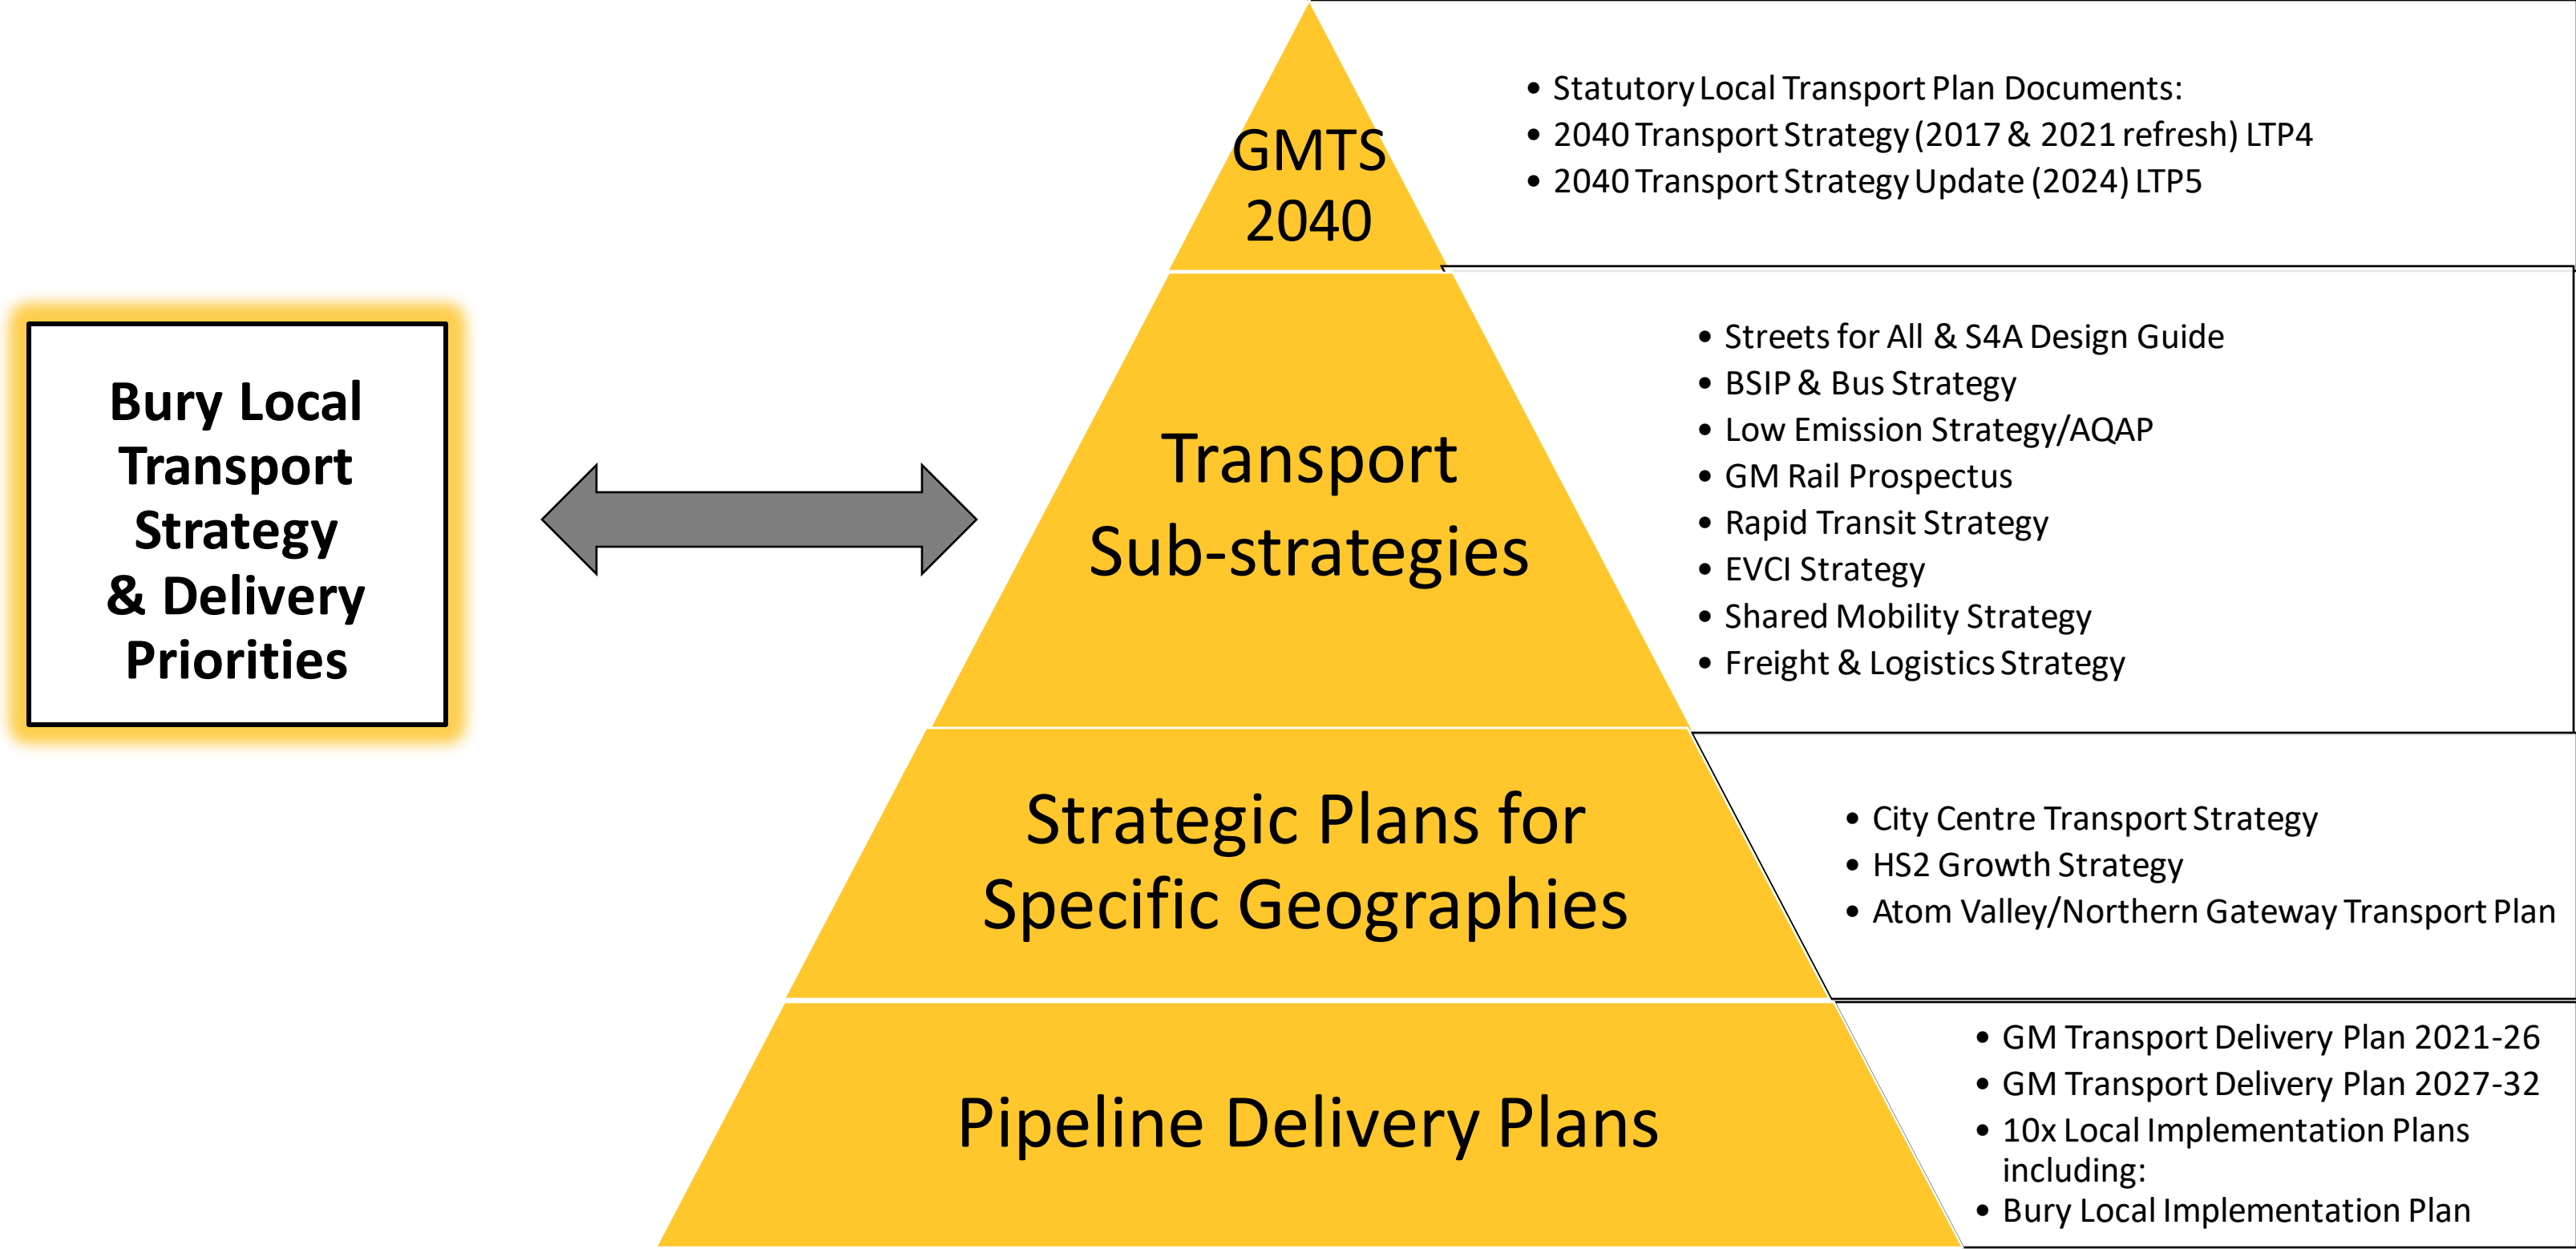 Bury Local
Transport
Strategy
& Delivery
Priorities
GMTS
2040
• Statutory Local Transport Plan Documents:
• 2040 Transport Strategy (2017 & 2021 refresh) LTP4
• 2040 Transport Strategy Update (2024) LTP5
Transport
Sub-strategies
• Streets for All & S4A Design Guide
• BSIP & Bus Strategy
• Low Emission Strategy/AQAP
• GM Rail Prospectus
• Rapid Transit Strategy
• EVCI Strategy
• Shared Mobility Strategy
• Freight & Logistics Strategy
Strategic Plans for
Specific Geographies
• City Centre Transport Strategy
• HS2 Growth Strategy
• Atom Valley/Northern Gateway Transport Plan
Pipeline Delivery Plans
• GM Transport Delivery Plan 2021-26
• GM Transport Delivery Plan 2027-32
• 10x Local Implementation Plans
including:
• Bury Local Implementation Plan